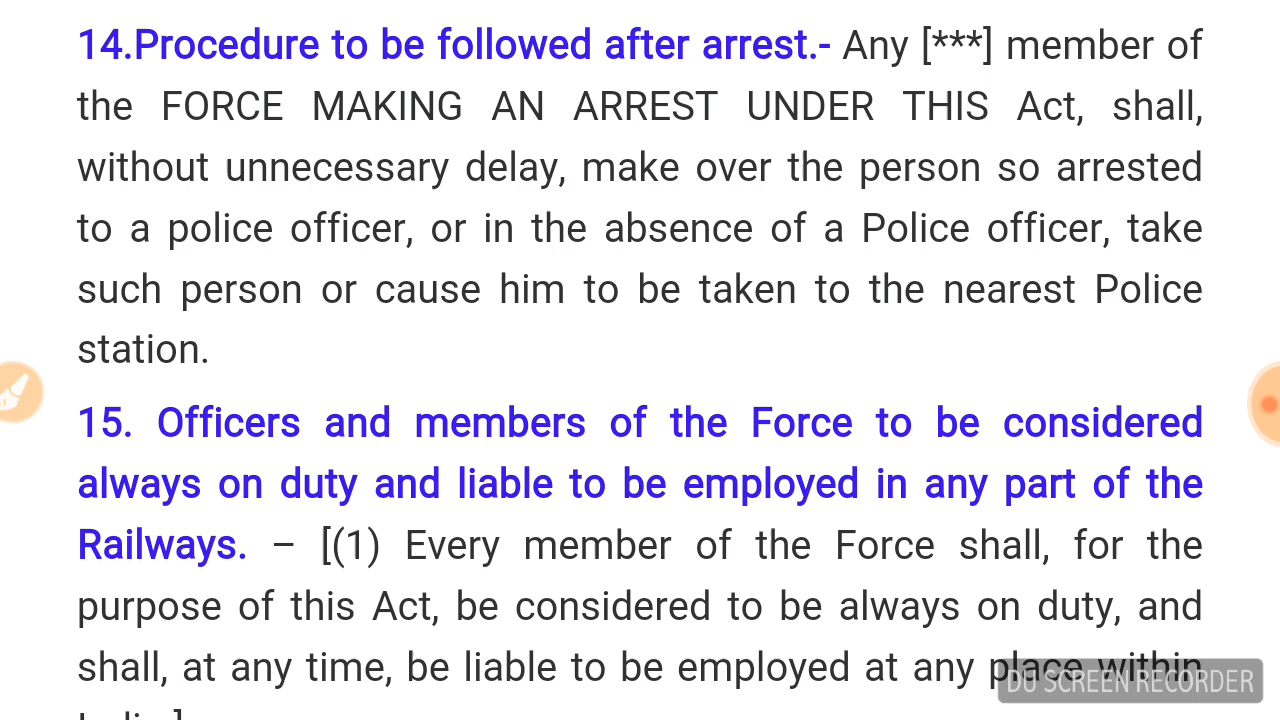 14.Procedure to be followed after arrest.- Any [***] member of
the FORCE MAKING AN ARREST UNDER THIS Act, shall,
without unnecessary delay, make over the person so arrested
to a police officer, or in the absence of a Police officer, take
such person or cause him to be taken to the nearest Police
station.
15. Officers and members of the Force to be considered
always on duty and liable to be employed in any part of the
Railways. – [(1) Every member of the Force shall, for the
purpose of this Act, be considered to be always on duty, and
shall, at any time, be liable to be employed at any place within
DU SCREEN RECORDER